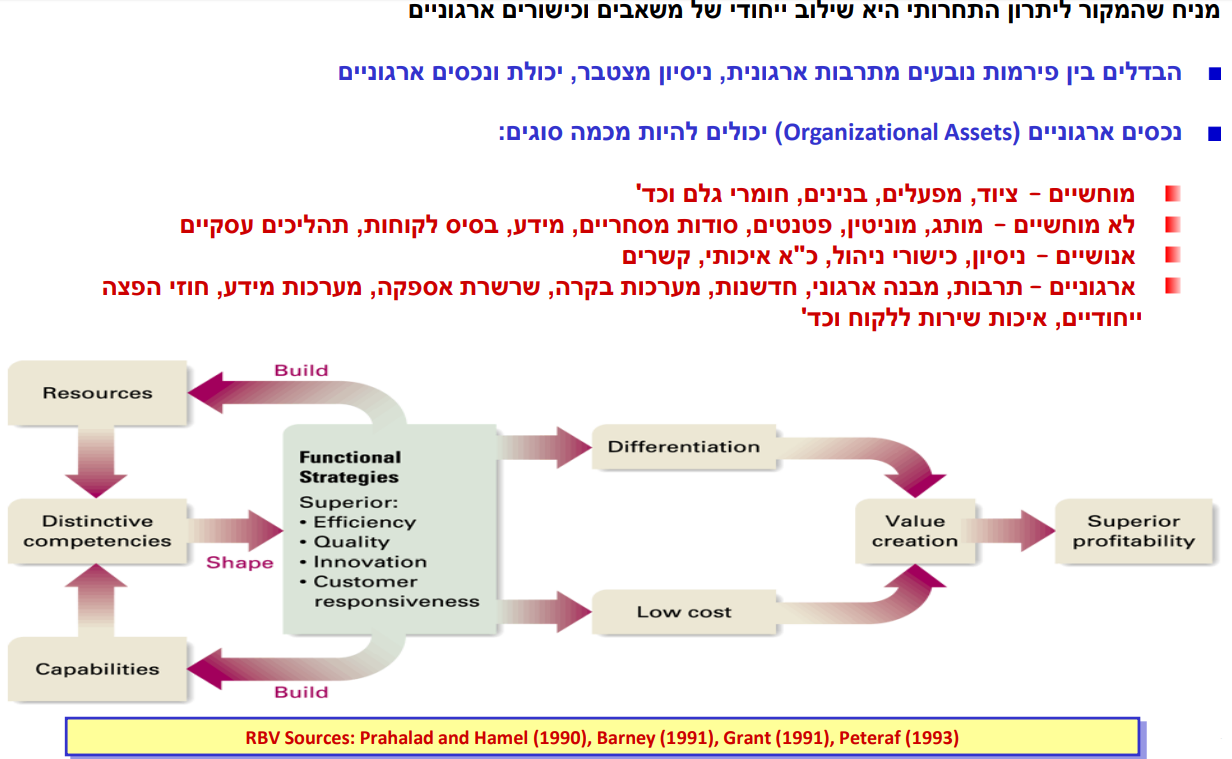 מניח שהמקור ליתרון התחרותי היא שילוב ייחודי של משאבים וכישורים ארגוניים
הבדלים בין פירמות נובעים מתרבות ארגונית, ניסיון מצטבר, יכולת ונכסים ארגוניים
נכסים ארגוניים (Organizational Assets) יכולים להיות מכמה סוגים:
מוחשיים – ציוד, מפעלים, בנינים, חומרי גלם וכד'
לא מוחשיים – מותג, מוניטין, פטנטים, סודות מסחריים, מידע, בסיס לקוחות, תהליכים עסקיים
אנושיים – ניסיון, כישורי ניהול, כ"א איכותי, קשרים
ארגוניים – תרבות, מבנה ארגוני, חדשנות, מערכות בקרה, שרשרת אספקה, מערכות מידע, חוזי הפצה
ייחודיים, איכות שירות ללקוח וכד'
Build
Resources
Distinctive
competencies
Shape
Capabilities
Build
Functional
Strategies
Superior:
• Efficiency
• Quality
• Innovation
• Customer
responsiveness
Differentiation
Low cost
Value
creation
Superior
profitability
RBV Sources: Prahalad and Hamel (1990), Barney (1991), Grant (1991), Peteraf (1993)